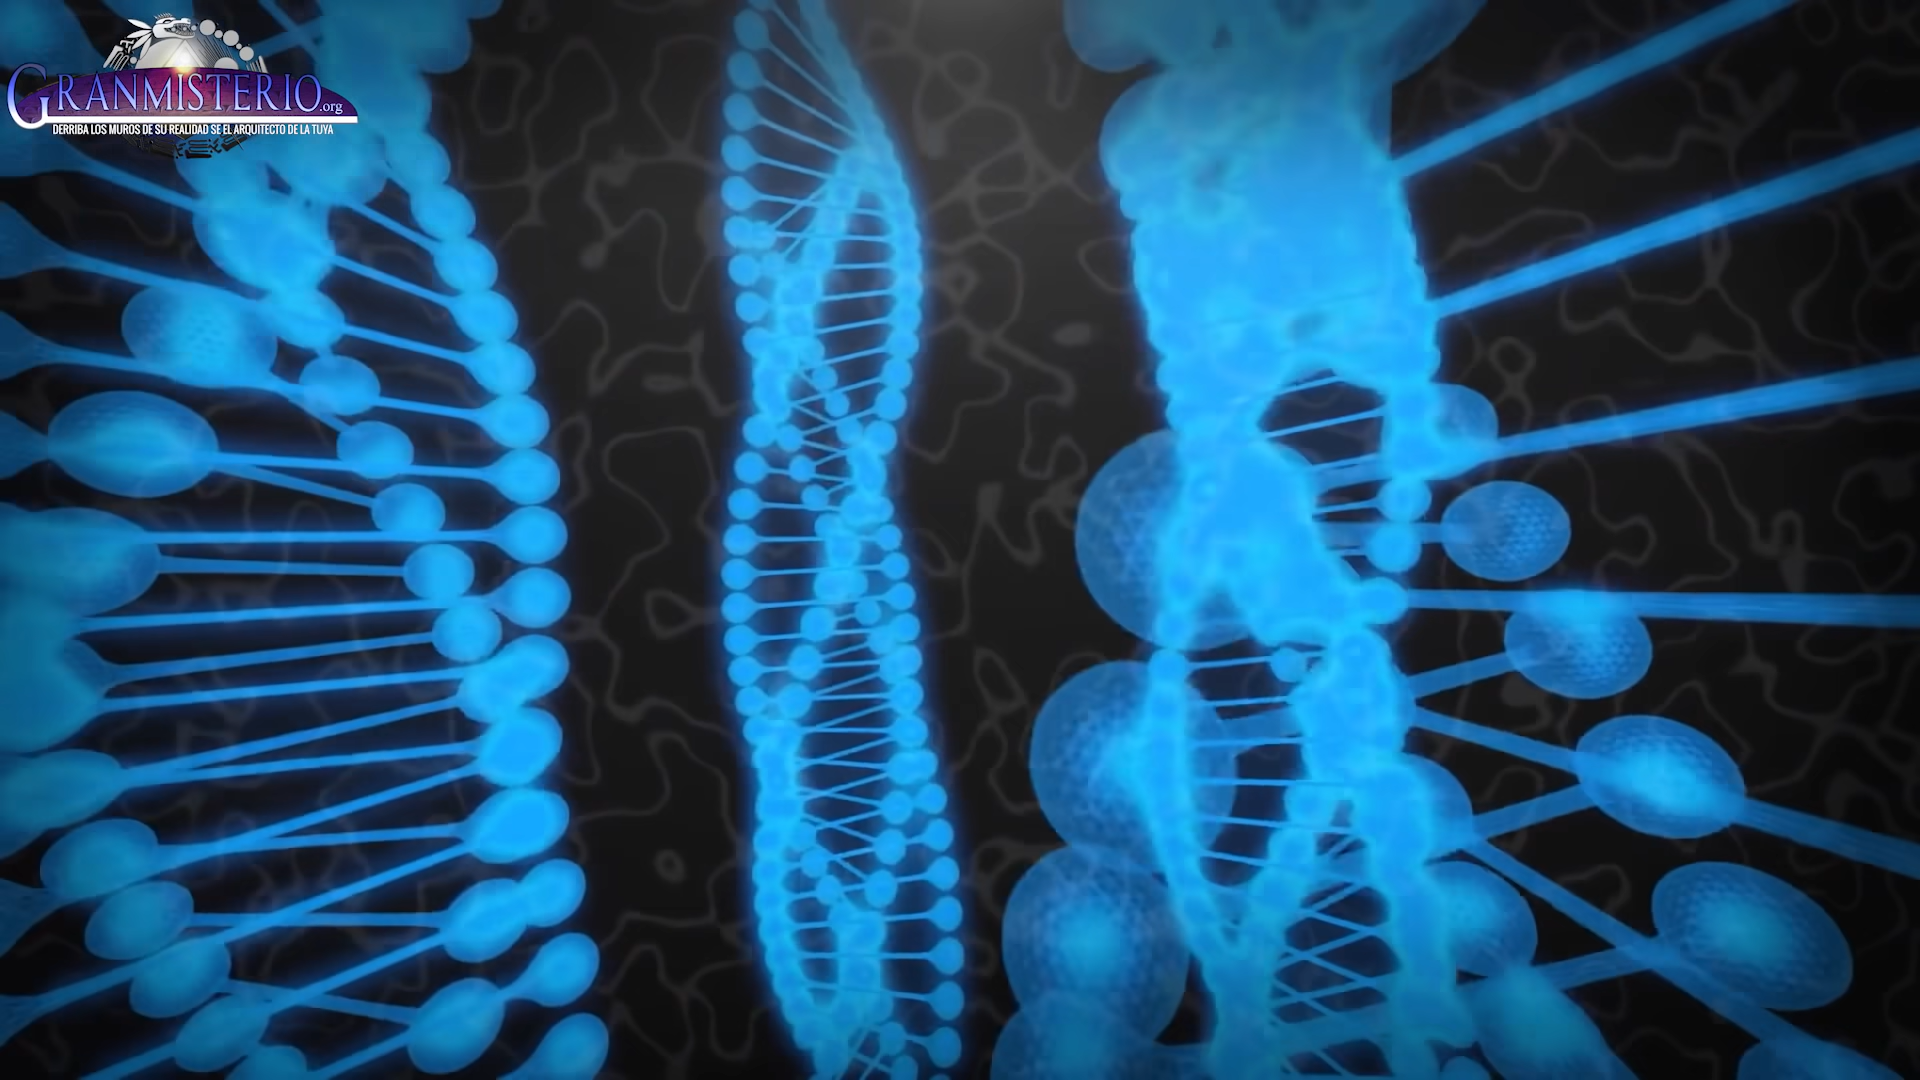 GRANMISTERIO.org
DERRIBA LOS MUROS DE SU REALIDAD SE EL ARQUITECTO DE LA TUYA